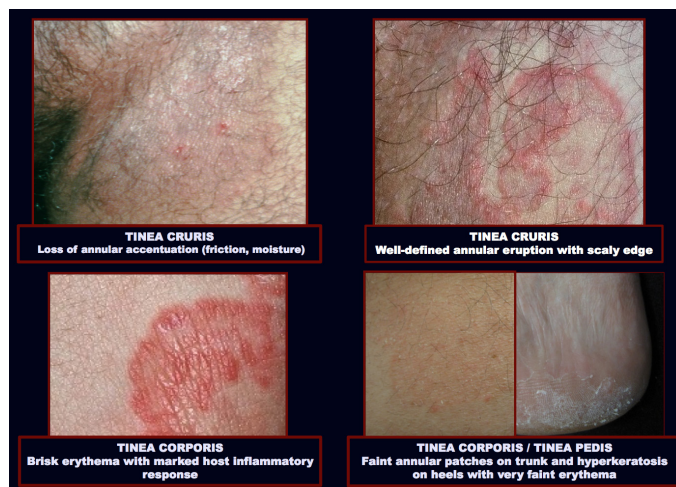 TINEA CRURIS
Loss of annular accentuation (friction, moisture)
TINEA CRURIS
Well-defined annular eruption with scaly edge
TINEA CORPORIS
Brisk erythema with marked host inflammatory
response
TINEA CORPORIS / TINEA PEDIS
Faint annular patches on trunk and hyperkeratosis
on heels with very faint erythema